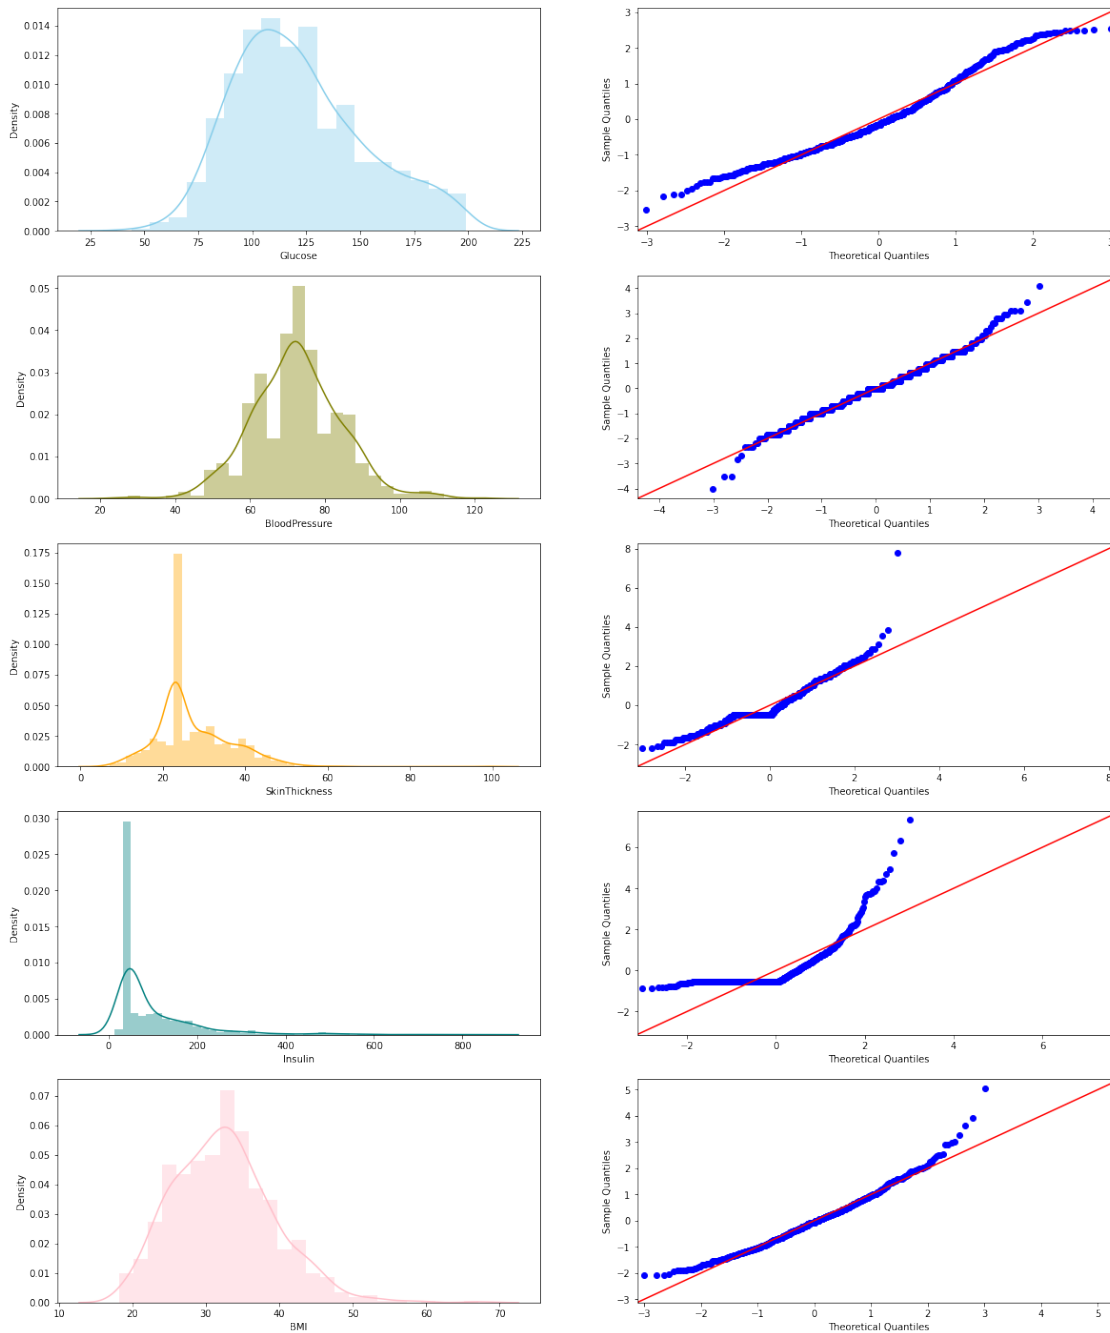 0.014
0.012
0.010
0.008
0.006
0.004
0.002
0.000
Density
25 50 75 100 125 150 175 200 225
Glucose
3
2
1
0
−1
−2
−3
Sample Quantiles
−3 −2 −1 0 1 2 3
Theoretical Quantiles
0.05
0.04
0.03
0.02
0.01
0.00
Density
20 40 60 80 100 120
BloodPressure
4
3
2
1
0
−1
−2
−3
−4
Sample Quantiles
−4 −3 −2 −1 0 1 2 3 4
Theoretical Quantiles
0.175
0.150
0.125
0.100
0.075
0.050
0.025
0.000
Density
0 20 40 60 80 100
SkinThickness
8
6
4
2
0
−2
Sample Quantiles
−2 0 2 4 6 8
Theoretical Quantiles
0.030
0.025
0.020
0.015
0.010
0.005
0.000
Density
0 200 400 600 800
Insulin
6
4
2
0
−2
Sample Quantiles
−2 0 2 4 6
Theoretical Quantiles
0.07
0.06
0.05
0.04
0.03
0.02
0.01
0.00
Density
10 20 30 40 50 60 70
BMI
5
4
3
2
1
0
−1
−2
−3
Sample Quantiles
−3 −2 −1 0 1 2 3 4 5
Theoretical Quantiles